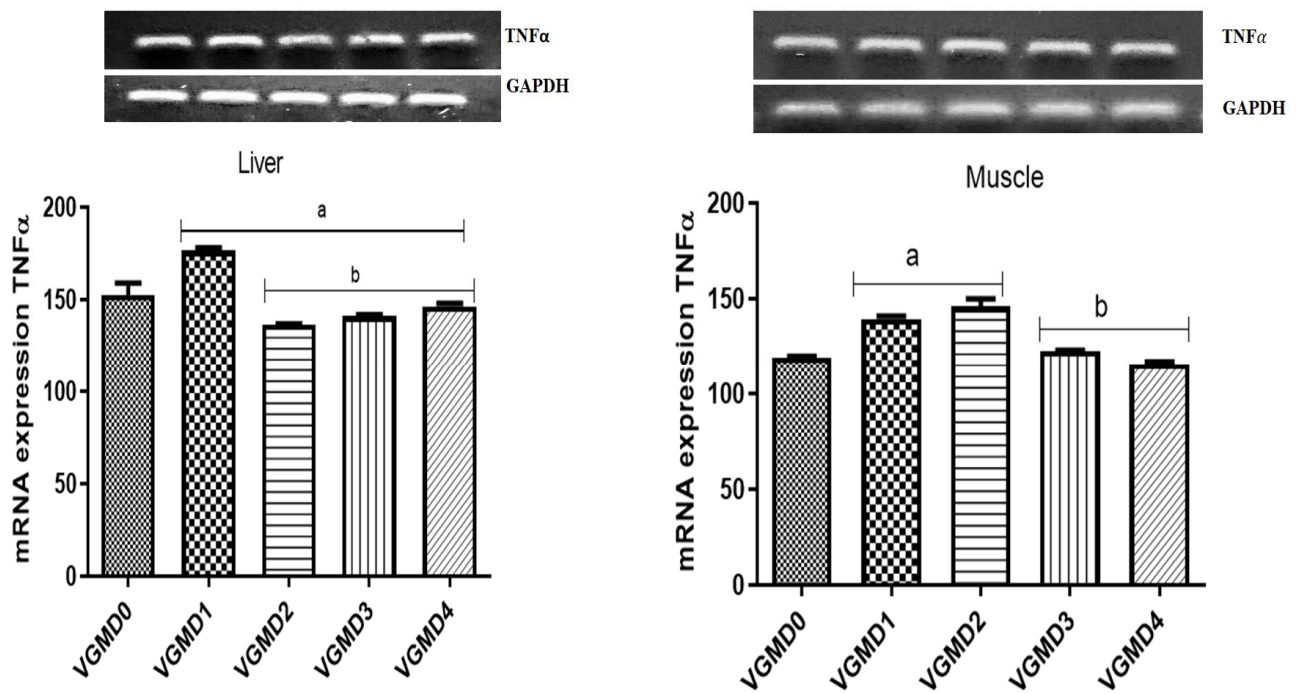 TNFα
GAPDH
Liver
mRNA expression TNFα
200
150
100
50
0
a
b
VGMD0
VGMD1
VGMD2
VGMD3
VGMD4
TNFα
GAPDH
Muscle
mRNA expression TNFα
200
150
100
50
0
a
b
VGMD0
VGMD1
VGMD2
VGMD3
VGMD4